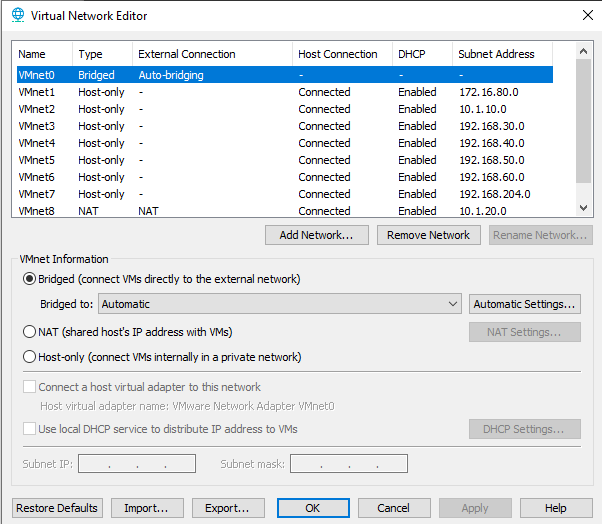 Virtual Network Editor
Name Type External Connection Host Connection DHCP Subnet Address
VMnet0 Bridged Auto-bridging - - -
VMnet1 Host-only - Connected Enabled 172.16.80.0
VMnet2 Host-only - Connected Enabled 10.1.10.0
VMnet3 Host-only - Connected Enabled 192.168.30.0
VMnet4 Host-only - Connected Enabled 192.168.40.0
VMnet5 Host-only - Connected Enabled 192.168.50.0
VMnet6 Host-only - Connected Enabled 192.168.60.0
VMnet7 Host-only - Connected Enabled 192.168.204.0
VMnet8 NAT NAT Connected Enabled 10.1.20.0
Add Network... Remove Network Rename Network...
VMnet Information
Bridged (connect VMs directly to the external network)
Bridged to: Automatic Automatic Settings...
NAT (shared host's IP address with VMs) NAT Settings...
Host-only (connect VMs internally in a private network)
Connect a host virtual adapter to this network
Host virtual adapter name: VMware Network Adapter VMnet0
Use local DHCP service to distribute IP address to VMs DHCP Settings...
Subnet IP: . . . Subnet mask: . . .
Restore Defaults Import... Export... OK Cancel Apply Help